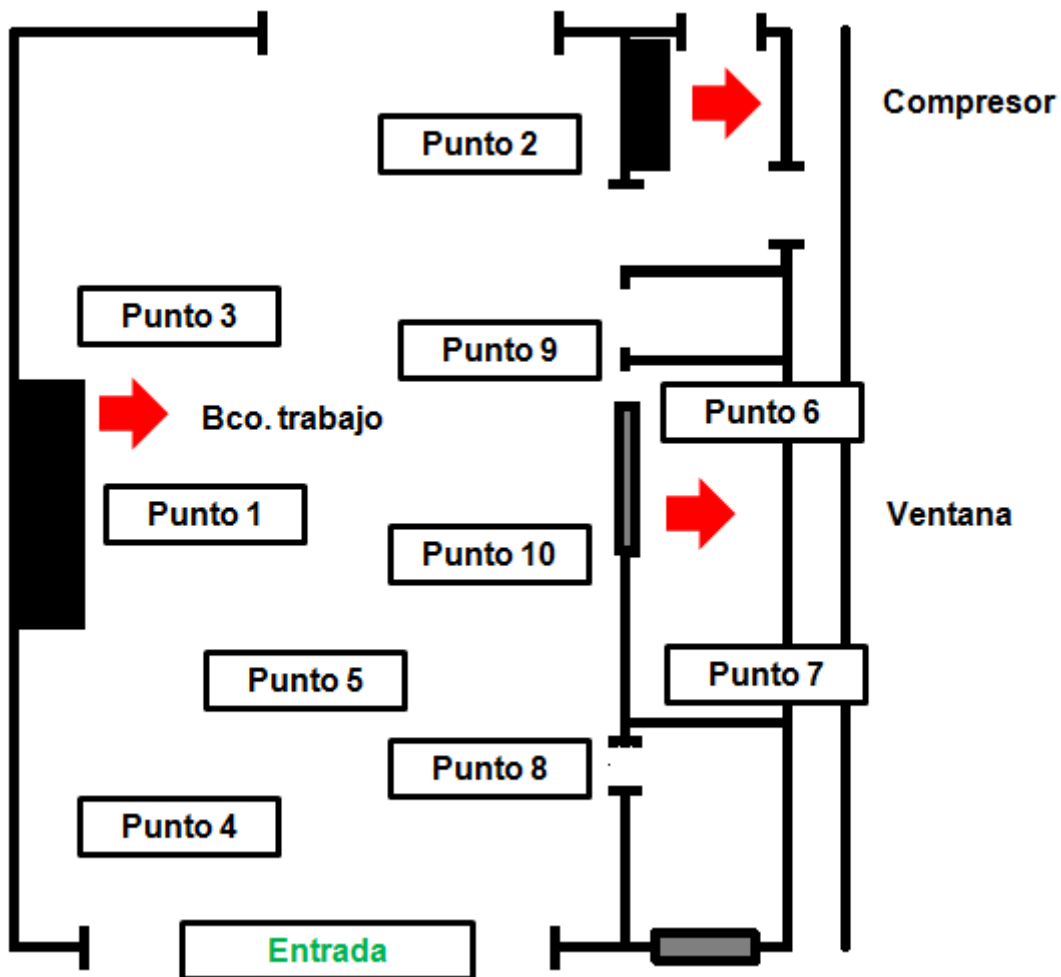 Compresor
Punto 2
Punto 3
Punto 9
Bco. trabajo
Punto 6
Punto 1
Ventana
Punto 10
Punto 5
Punto 7
Punto 8
Punto 4
Entrada